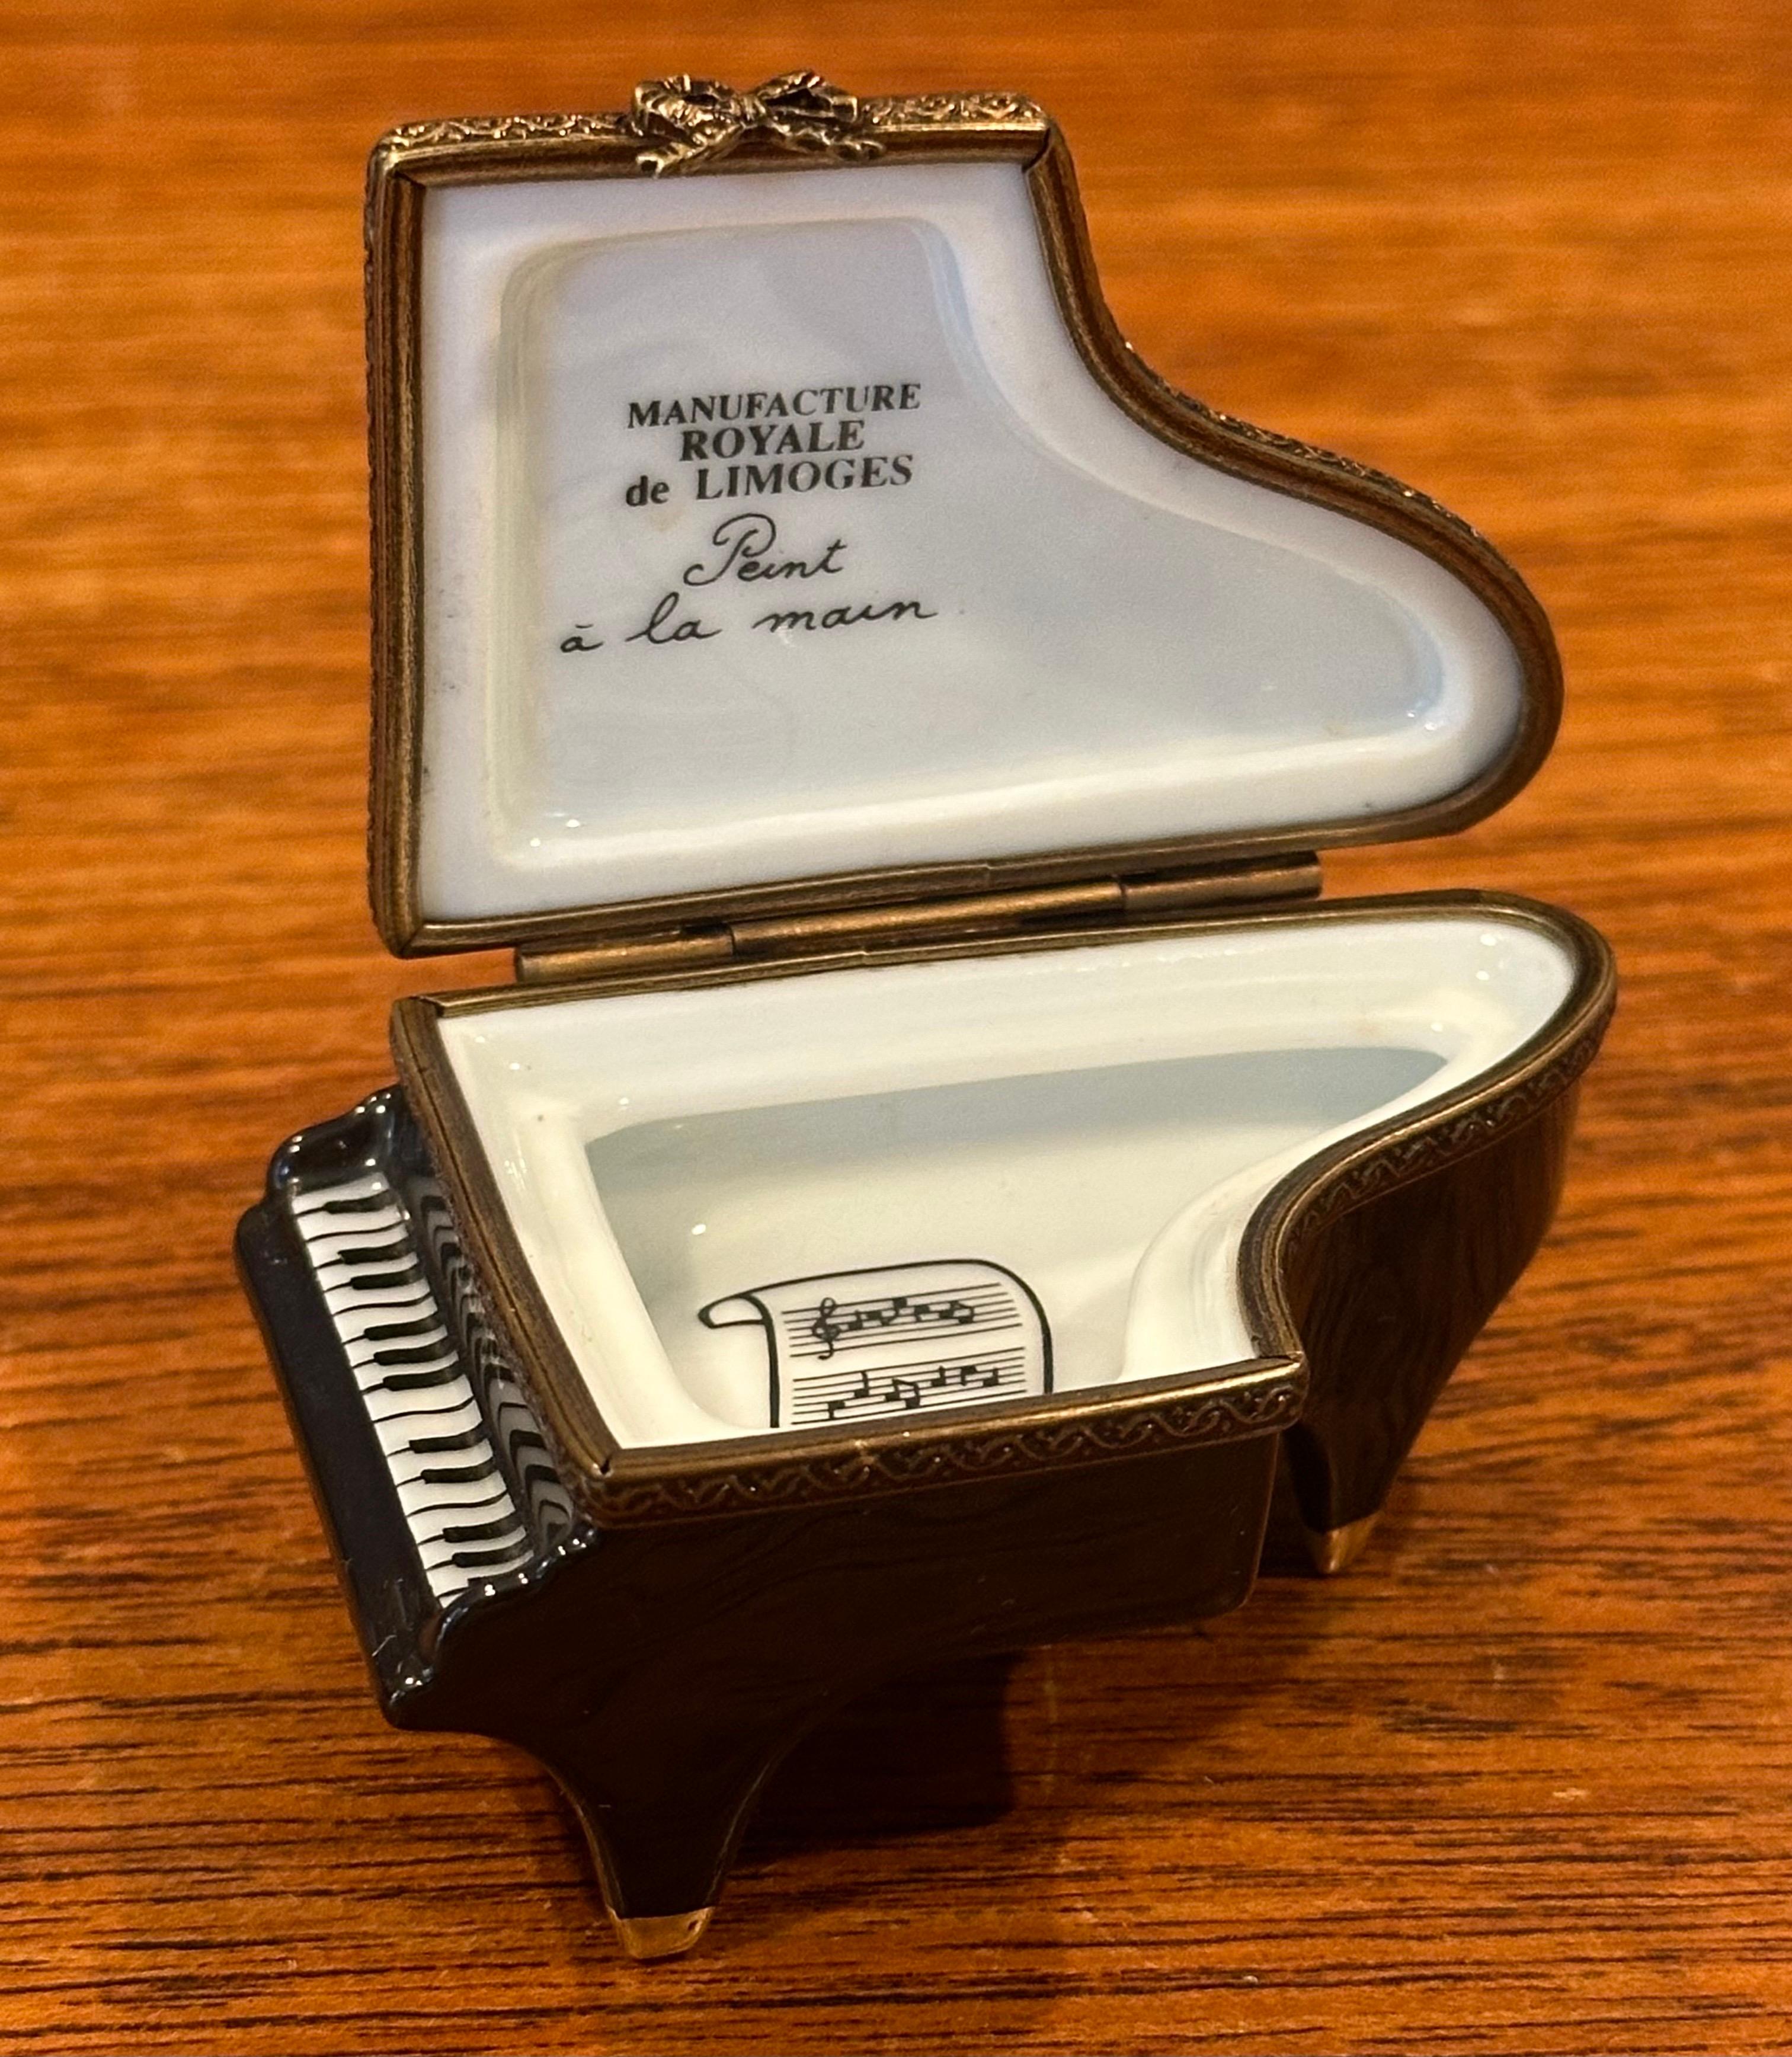 MANUFACTURE
ROYALE
de LIMOGES
Peint
à la main